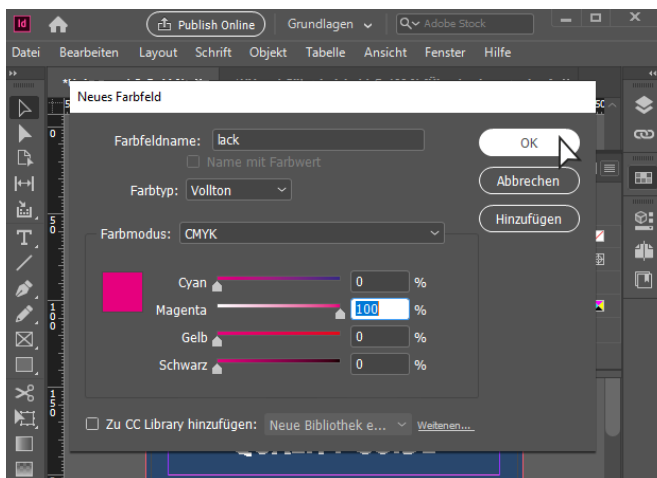 Id Publish Online Grundlagen Adobe Stock
Datei Bearbeiten Layout Schrift Objekt Tabelle Ansicht Fenster Hilfe
Neues Farbfeld
Farbfeldname: lack
OK
Name mit Farbwert
Abbrechen
Farbtyp: Vollton
Hinzufügen
Farbmodus: CMYK
Cyan 0 %
Magenta 100 %
Gelb 0 %
Schwarz 0 %
Zu CC Library hinzufügen: Neue Bibliothek e... Weitenen...